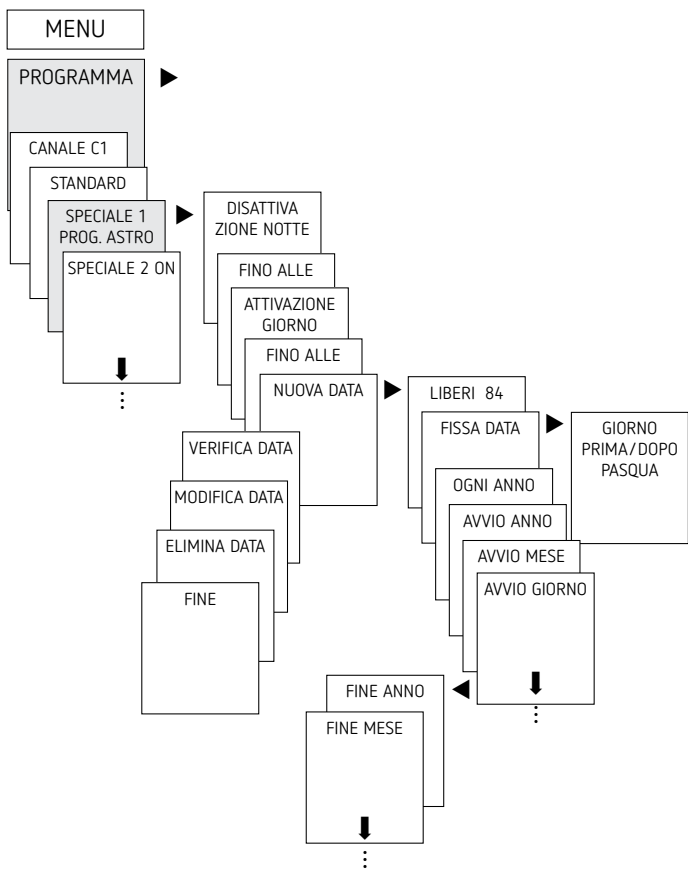 MENU
PROGRAMMA
CANALE C1
STANDARD
SPECIALE 1
PROG. ASTRO
SPECIALE 2 ON
DISATTIVA
ZIONE NOTTE
FINO ALLE
ATTIVAZIONE
GIORNO
FINO ALLE
NUOVA DATA
VERIFICA DATA
MODIFICA DATA
ELIMINA DATA
FINE
LIBERI 84
FISSA DATA
OGNI ANNO
AVVIO ANNO
AVVIO MESE
AVVIO GIORNO
GIORNO
PRIMA/DOPO
PASQUA
FINE ANNO
FINE MESE